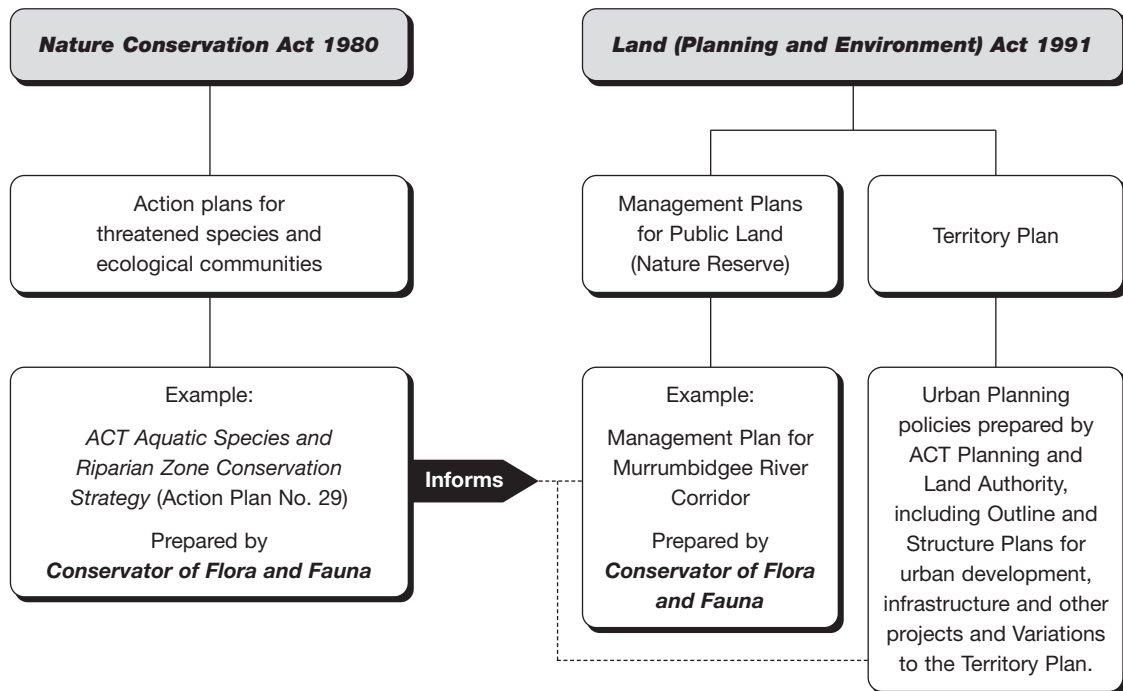 Nature Conservation Act 1980
Land (Planning and Environment) Act 1991
Action plans for
threatened species and
ecological communities
Management Plans
for Public Land
(Nature Reserve)
Territory Plan
Example:
ACT Aquatic Species and
Riparian Zone Conservation
Strategy (Action Plan No. 29)
Prepared by
Conservator of Flora and Fauna
Informs
Example:
Management Plan for
Murrumbidgee River
Corridor
Prepared by
Conservator of Flora
and Fauna
Urban Planning
policies prepared by
ACT Planning and
Land Authority,
including Outline and
Structure Plans for
urban development,
infrastructure and other
projects and Variations
to the Territory Plan.